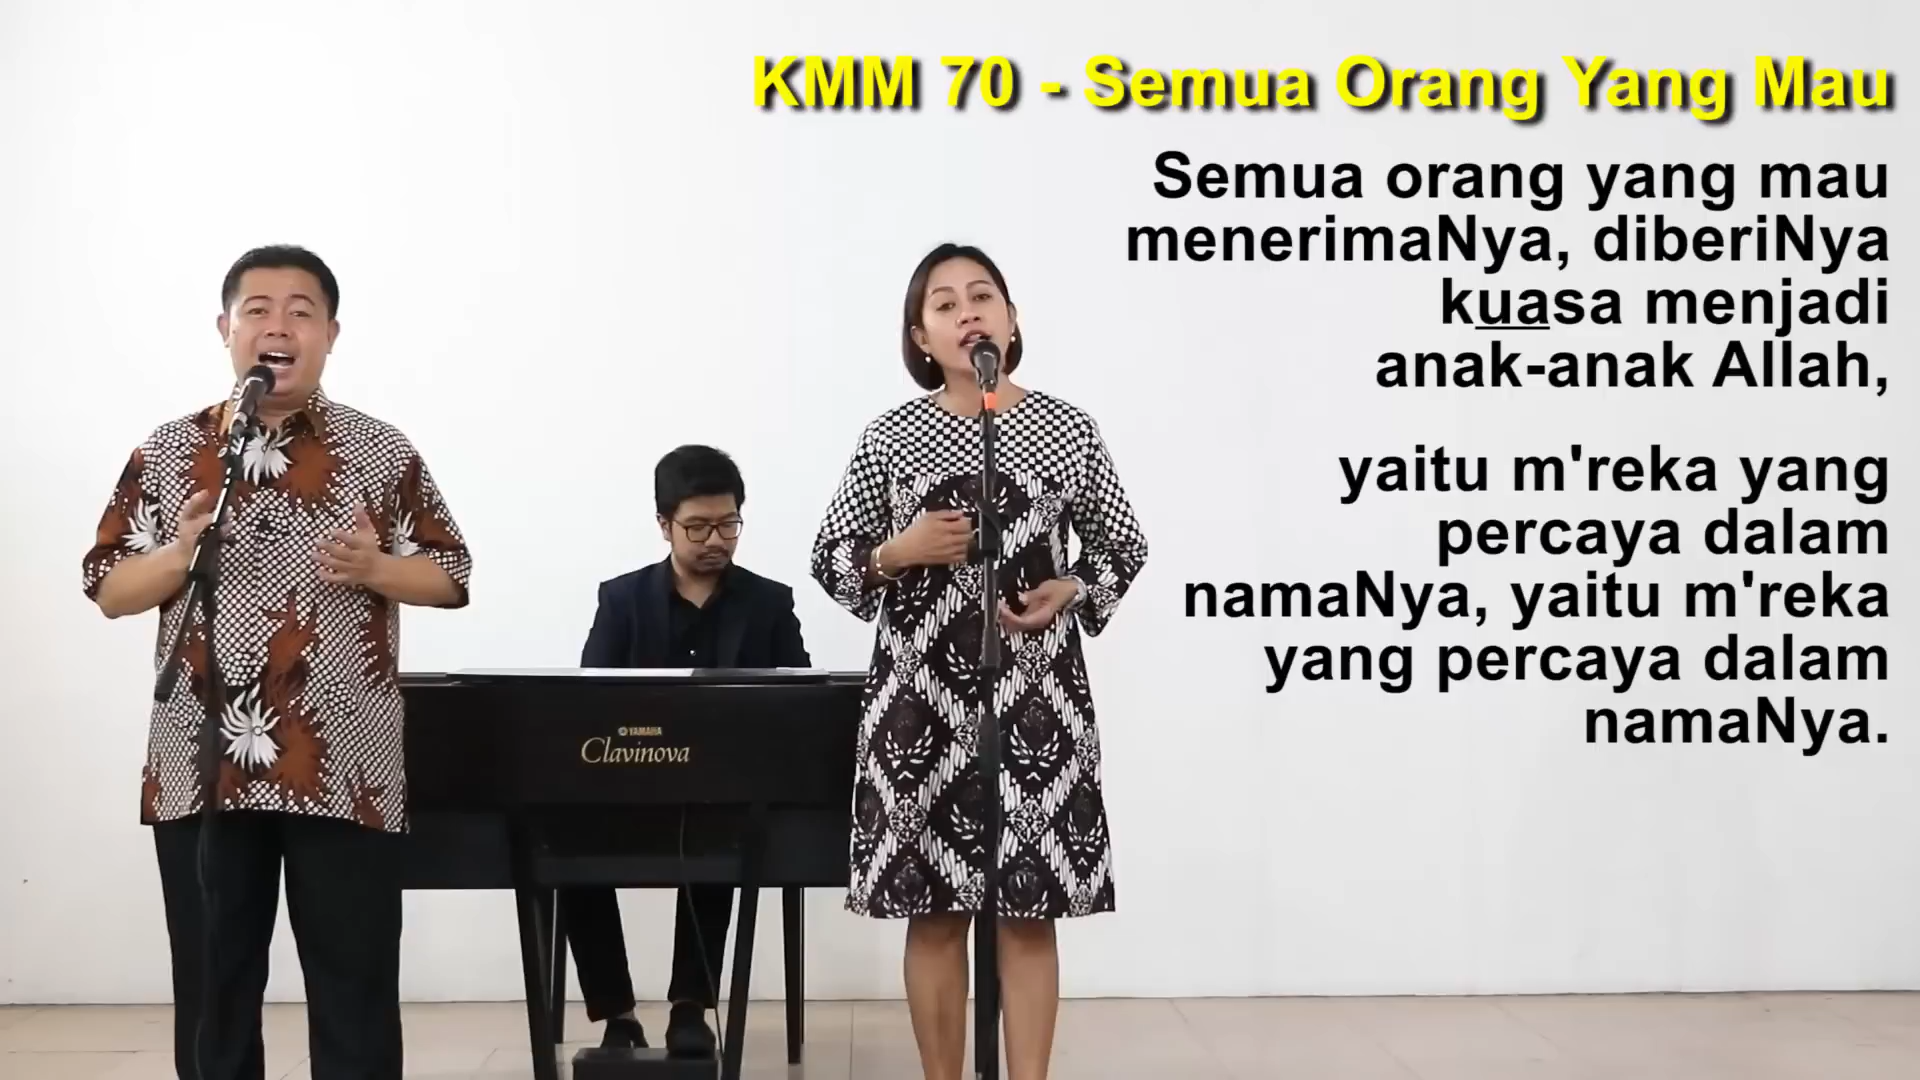 KMM 70 - Semua Orang Yang Mau
Semua orang yang mau
menerimaNya, diberiNya
kuasa menjadi
anak-anak Allah,
yaitu m'reka yang
percaya dalam
namaNya, yaitu m'reka
yang percaya dalam
namaNya.
YAMAHA
Clavinova